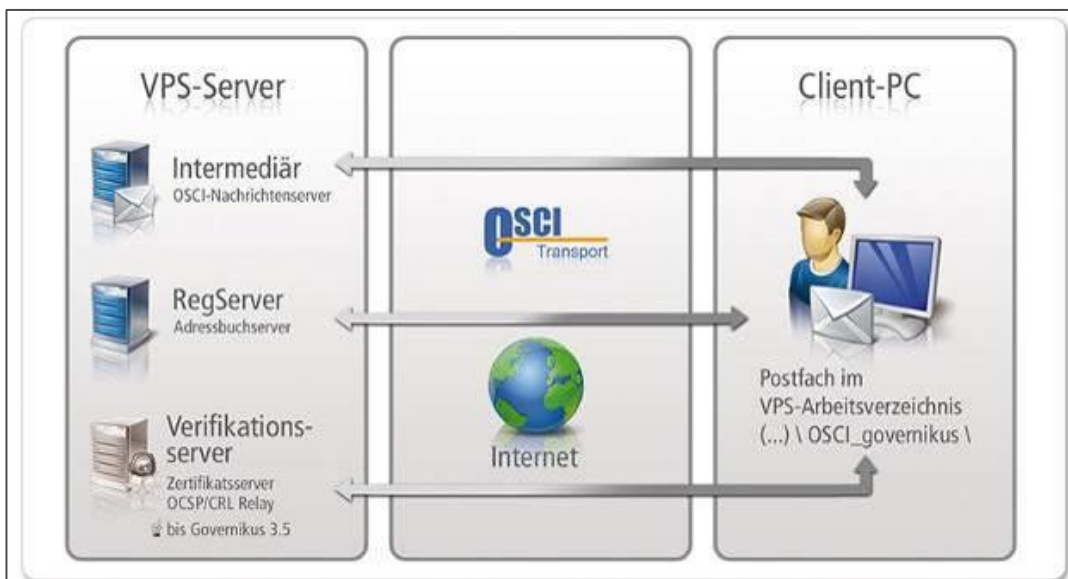 VPS-Server
Intermediär
OSCI-Nachrichtenserver
RegServer
Adressbuchserver
Verifikations-
server
Zertifikatsserver
OCSP/CRL Relay
bis Governikus 3.5
OSCI
Transport
Internet
Client-PC
Postfach im
VPS-Arbeitsverzeichnis
(...) \ OSCI_governikus \